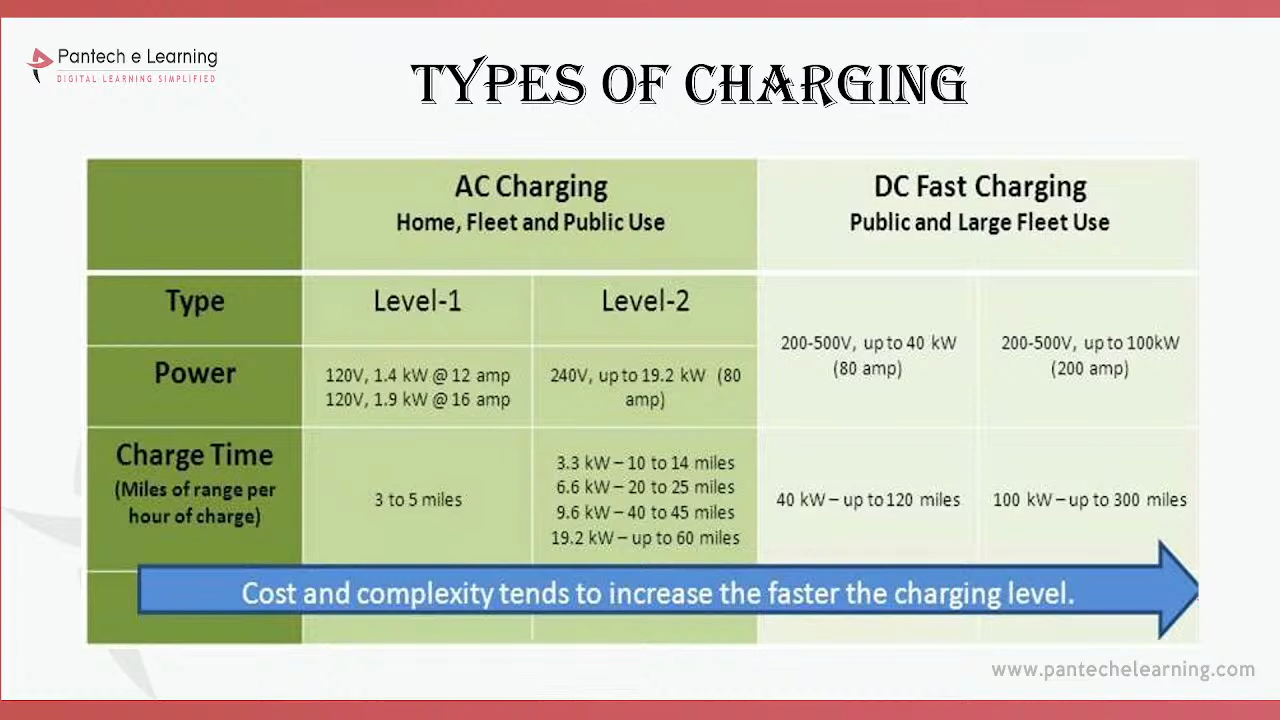 Pantech e Learning
DIGITAL LEARNING SIMPLIFIED
TYPES OF CHARGING
AC Charging
Home, Fleet and Public Use
DC Fast Charging
Public and Large Fleet Use
Type
Level-1
Level-2
200-500V, up to 40 kW
(80 amp)
200-500V, up to 100kW
(200 amp)
Power
120V, 1.4 kW @ 12 amp
120V, 1.9 kW @ 16 amp
240V, up to 19.2 kW (80
amp)
Charge Time
(Miles of range per
hour of charge)
3 to 5 miles
3.3 kW – 10 to 14 miles
6.6 kW – 20 to 25 miles
9.6 kW – 40 to 45 miles
19.2 kW – up to 60 miles
40 kW – up to 120 miles
100 kW – up to 300 miles
Cost and complexity tends to increase the faster the charging level.
www.pantechelearning.com